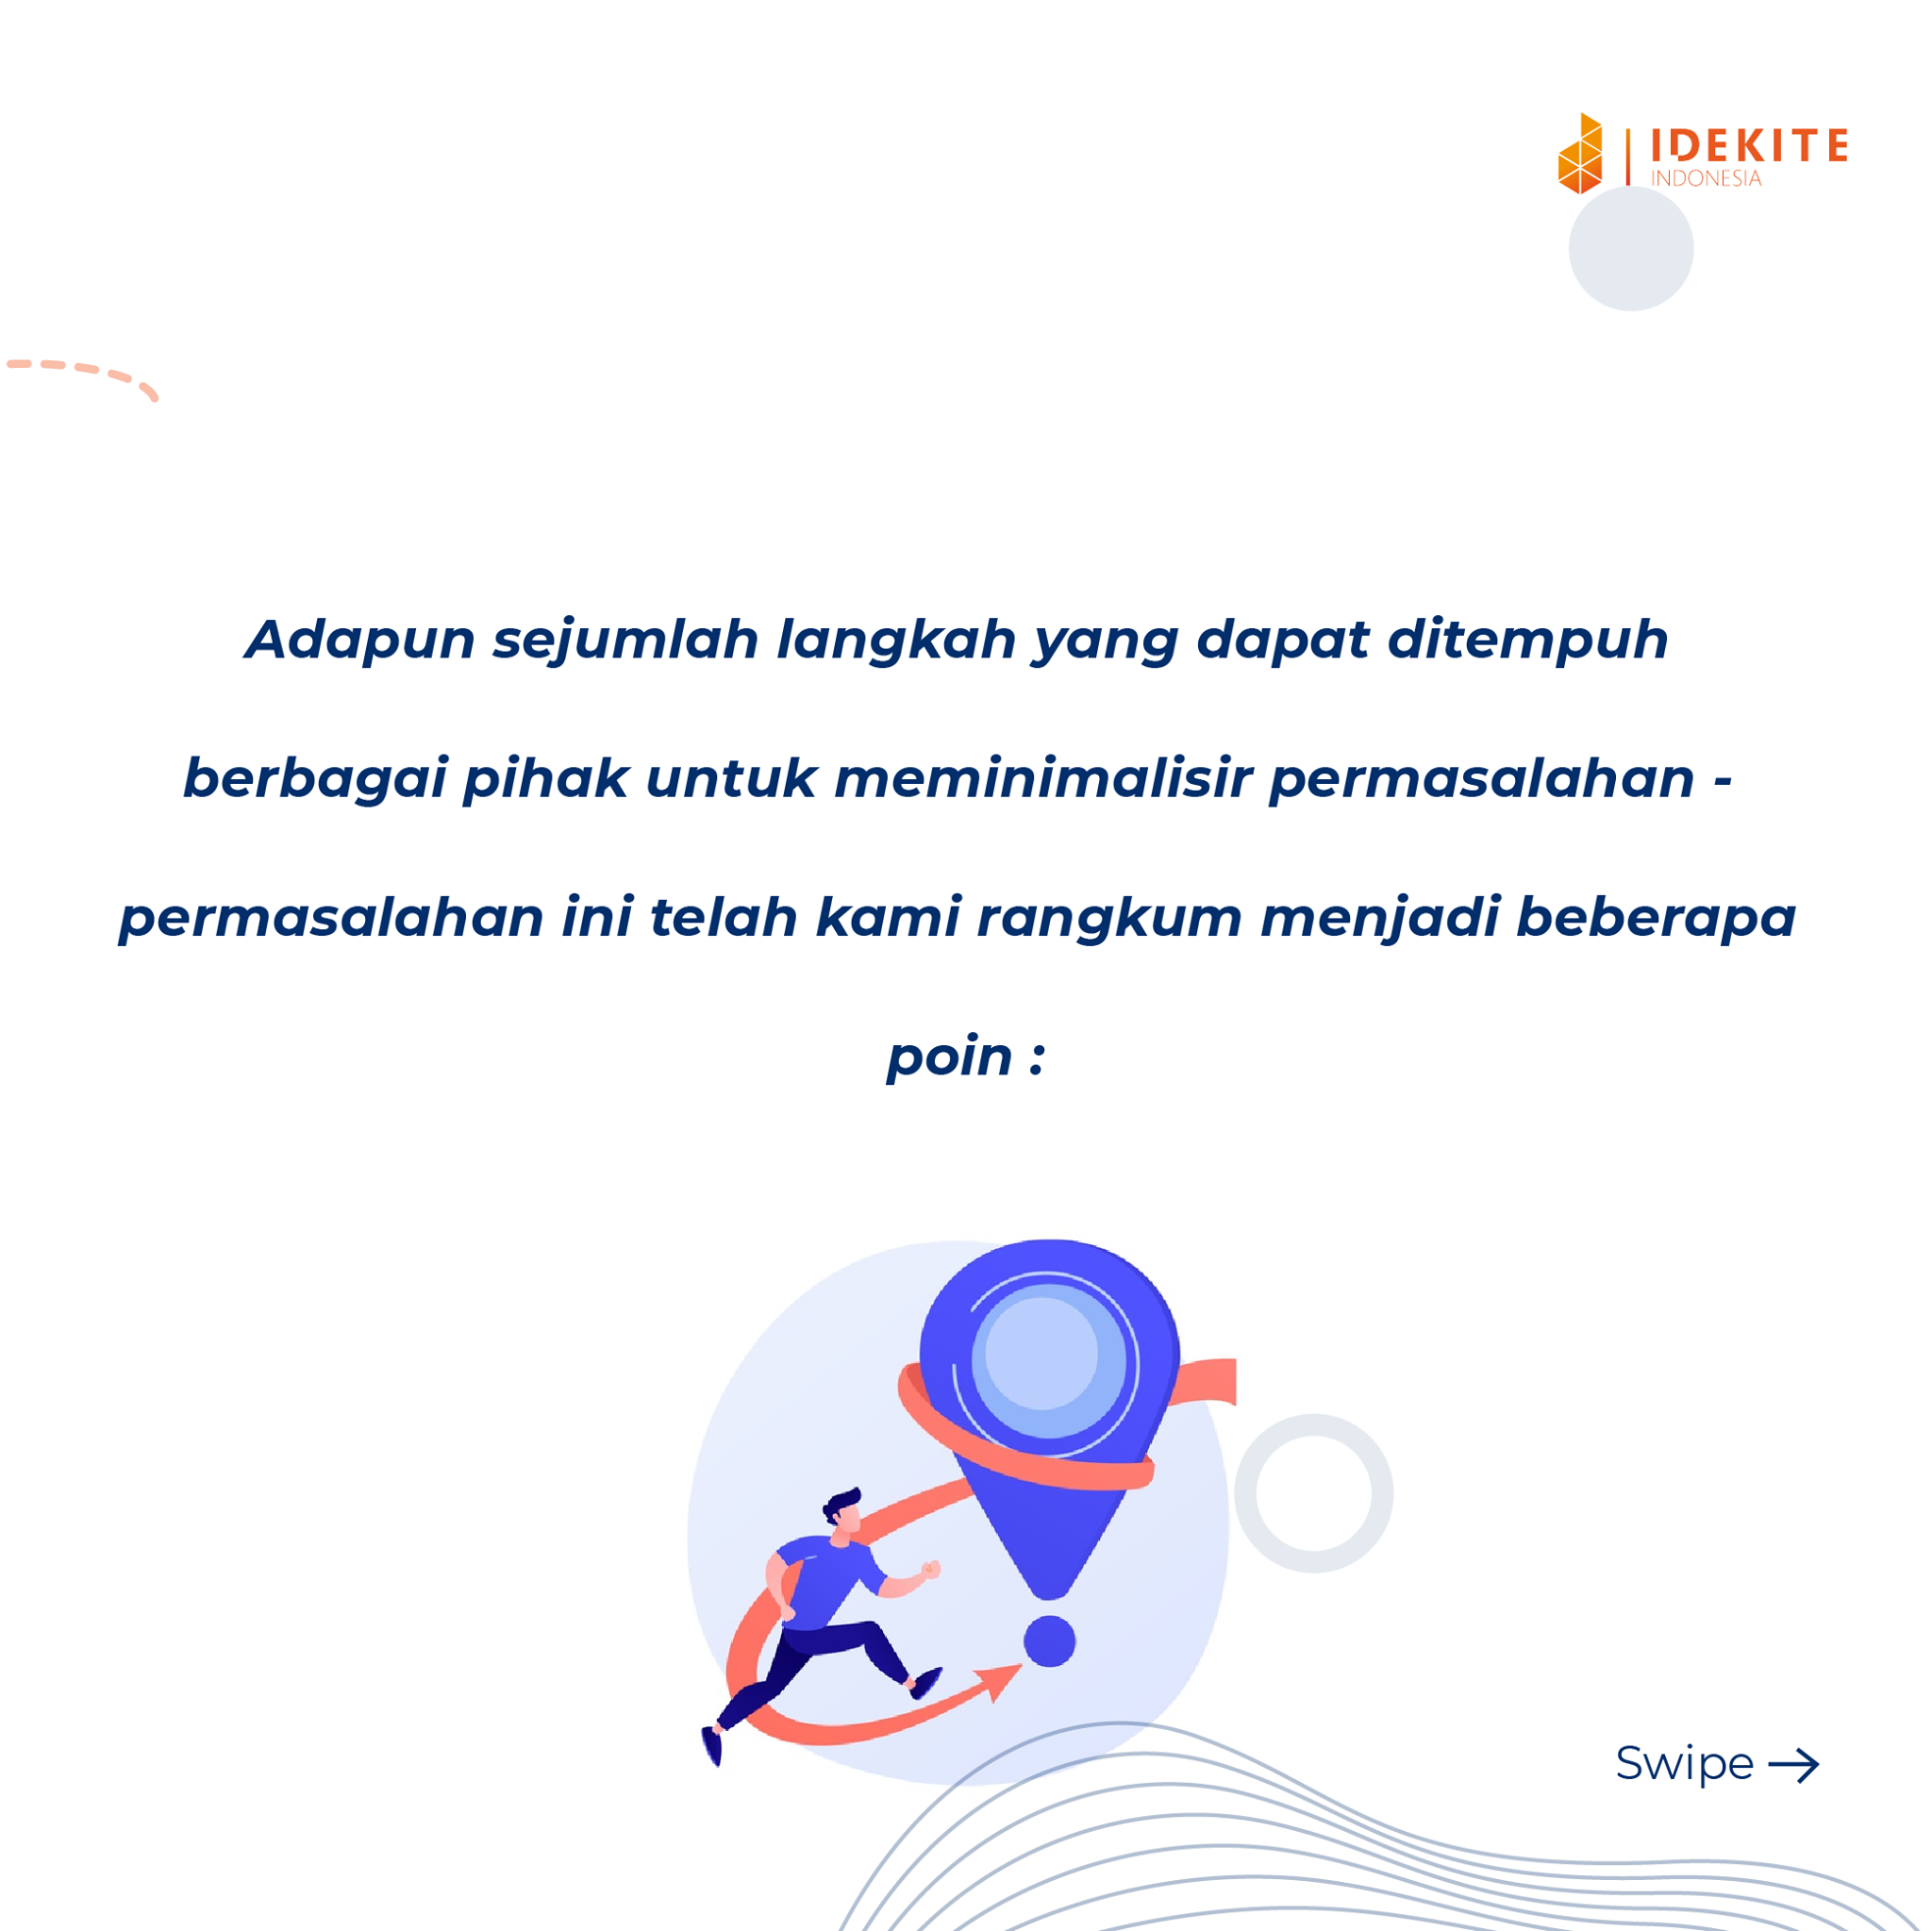 IDEKITE
INDONESIA
Adapun sejumlah langkah yang dapat ditempuh
berbagai pihak untuk meminimalisir permasalahan -
permasalahan ini telah kami rangkum menjadi beberapa
poin :
Swipe →